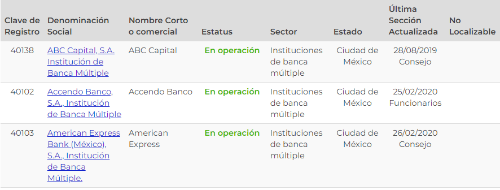 Clave de Registro Denominación Social Nombre Corto o comercial Estatus Sector Estado Última Sección Actualizada No Localizable
40138 ABC Capital, S.A, Institución de Banca Múltiple ABC Capital En operación Instituciones de banca múltiple Ciudad de México 28/08/2019 Consejo
40102 Accendo Banco, S.A., Institución de Banca Múltiple Accendo Banco En operación Instituciones de banca múltiple Ciudad de México 25/02/2020 Funcionarios
40103 American Express Bank (México), S.A., Institución de Banca Múltiple. American Express En operación Instituciones de banca múltiple Ciudad de México 26/02/2020 Consejo